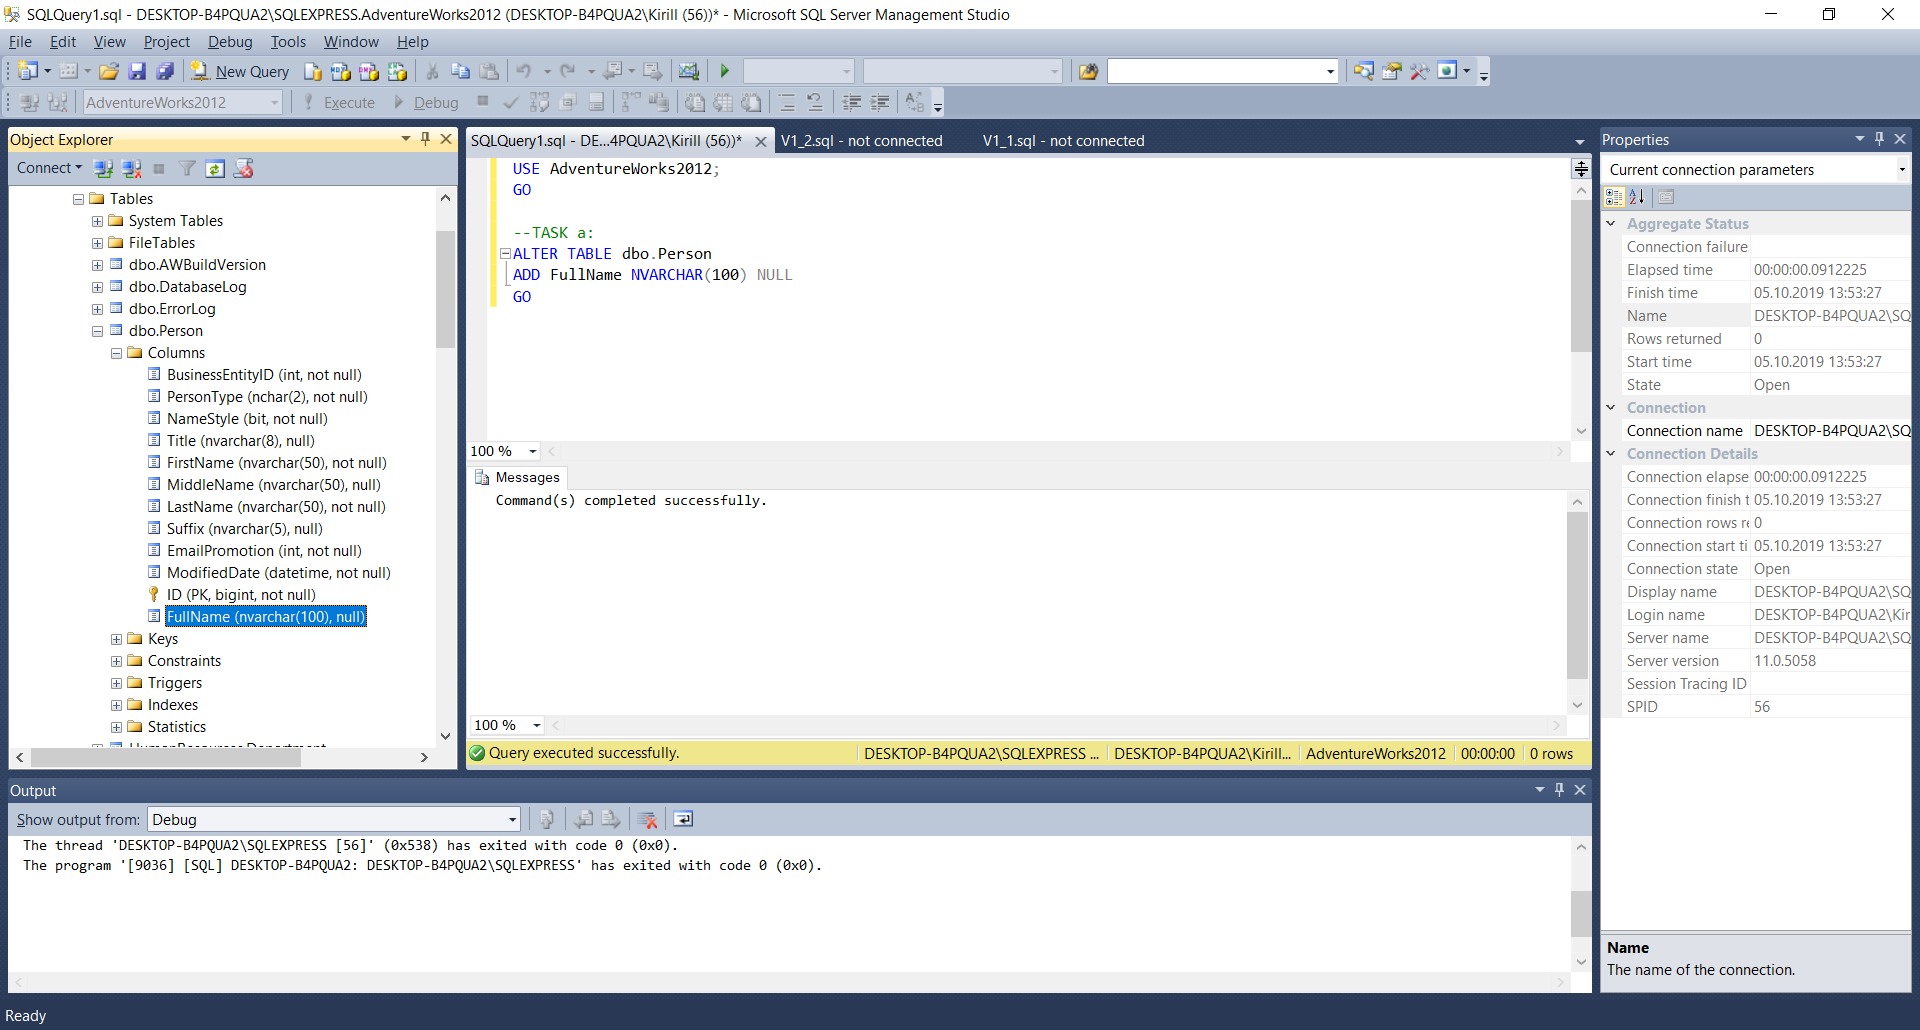 SQLQuery1.sql - DESKTOP-B4PQUA2\SQLEXPRESS.AdventureWorks2012 (DESKTOP-B4PQUA2\Kirill (56))* - Microsoft SQL Server Management Studio
File Edit View Project Debug Tools Window Help
New Query
AdventureWorks2012 Execute Debug
Object Explorer
Connect
Tables
System Tables
FileTables
dbo.AWBuildVersion
dbo.DatabaseLog
dbo.ErrorLog
dbo.Person
Columns
BusinessEntityID (int, not null)
PersonType (nchar(2), not null)
NameStyle (bit, not null)
Title (nvarchar(8), null)
FirstName (nvarchar(50), not null)
MiddleName (nvarchar(50), null)
LastName (nvarchar(50), not null)
Suffix (nvarchar(5), null)
EmailPromotion (int, not null)
ModifiedDate (datetime, not null)
ID (PK, bigint, not null)
FullName (nvarchar(100), null)
Keys
Constraints
Triggers
Indexes
Statistics
HumanResources.Department
SQLQuery1.sql - DE...4PQUA2\Kirill (56))* V1_2.sql - not connected V1_1.sql - not connected
USE AdventureWorks2012;
GO
--TASK a:
ALTER TABLE dbo.Person
ADD FullName NVARCHAR(100) NULL
GO
100 %
Messages
Command(s) completed successfully.
100 %
Query executed successfully. DESKTOP-B4PQUA2\SQLEXPRESS ... DESKTOP-B4PQUA2\Kirill... AdventureWorks2012 00:00:00 0 rows
Properties
Current connection parameters
Aggregate Status
Connection failure
Elapsed time 00:00:00.0912225
Finish time 05.10.2019 13:53:27
Name DESKTOP-B4PQUA2\SQ
Rows returned 0
Start time 05.10.2019 13:53:27
State Open
Connection
Connection name DESKTOP-B4PQUA2\SQ
Connection Details
Connection elapse 00:00:00.0912225
Connection finish t 05.10.2019 13:53:27
Connection rows re 0
Connection start ti 05.10.2019 13:53:27
Connection state Open
Display name DESKTOP-B4PQUA2\SQ
Login name DESKTOP-B4PQUA2\Kir
Server name DESKTOP-B4PQUA2\SQ
Server version 11.0.5058
Session Tracing ID
SPID 56
Name
The name of the connection.
Output
Show output from: Debug
The thread 'DESKTOP-B4PQUA2\SQLEXPRESS [56]' (0x538) has exited with code 0 (0x0).
The program '[9036] [SQL] DESKTOP-B4PQUA2: DESKTOP-B4PQUA2\SQLEXPRESS' has exited with code 0 (0x0).
Ready